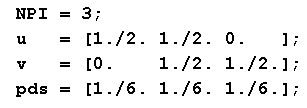 NPI = 3;
u   = [1./2. 1./2. 0.   ];
v   = [0.    1./2. 1./2.];
pds = [1./6. 1./6. 1./6.];